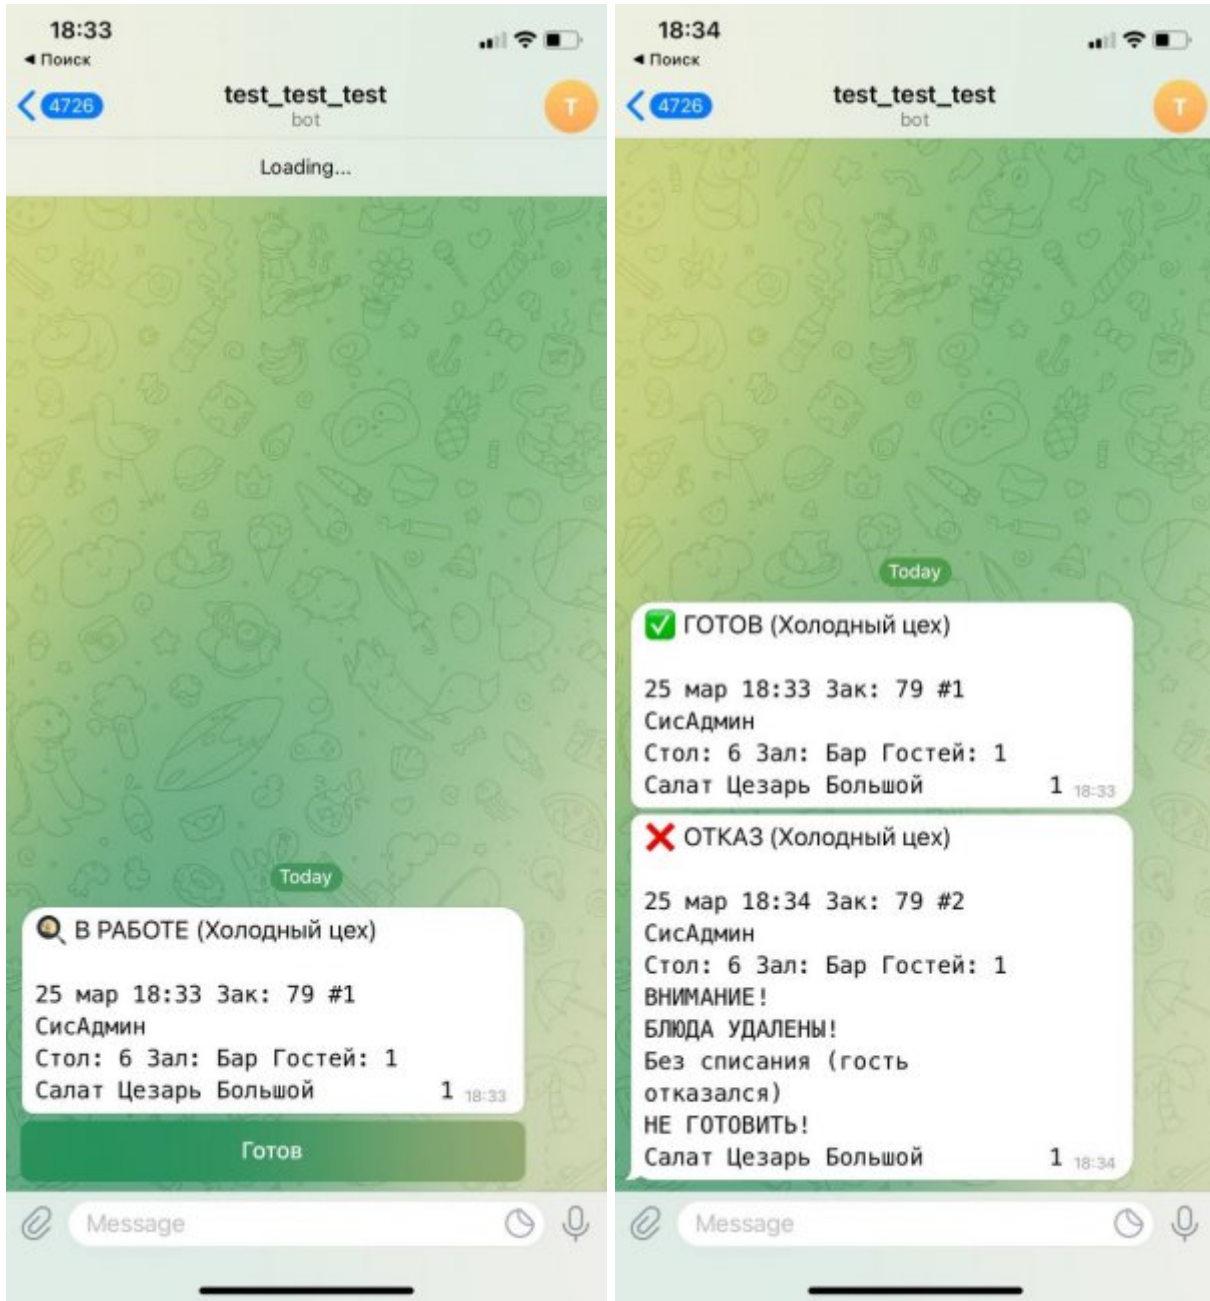 18:33
◀ Поиск
4726
test_test_test
bot
T
Loading...
Today
В РАБОТЕ (Холодный цех)
25 мар 18:33 Зак: 79 #1
СисАдмин
Стол: 6 Зал: Бар Гостей: 1
Салат Цезарь Большой 1 18:33
Готов
Message
18:34
◀ Поиск
4726
test_test_test
bot
T
Today
✅ ГОТОВ (Холодный цех)
25 мар 18:33 Зак: 79 #1
СисАдмин
Стол: 6 Зал: Бар Гостей: 1
Салат Цезарь Большой 1 18:33
❌ ОТКАЗ (Холодный цех)
25 мар 18:34 Зак: 79 #2
СисАдмин
Стол: 6 Зал: Бар Гостей: 1
ВНИМАНИЕ!
БЛЮДА УДАЛЕНЫ!
Без списания (гость
отказался)
НЕ ГОТОВИТЬ!
Салат Цезарь Большой 1 18:34
Message